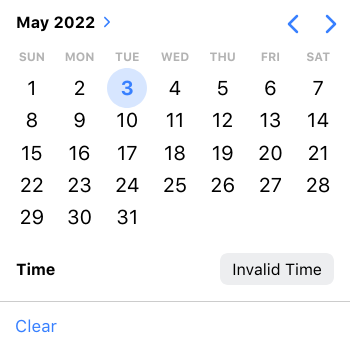 May 2022
SUN MON TUE WED THU FRI SAT
1 2 3 4 5 6 7
8 9 10 11 12 13 14
15 16 17 18 19 20 21
22 23 24 25 26 27 28
29 30 31
Time Invalid Time
Clear